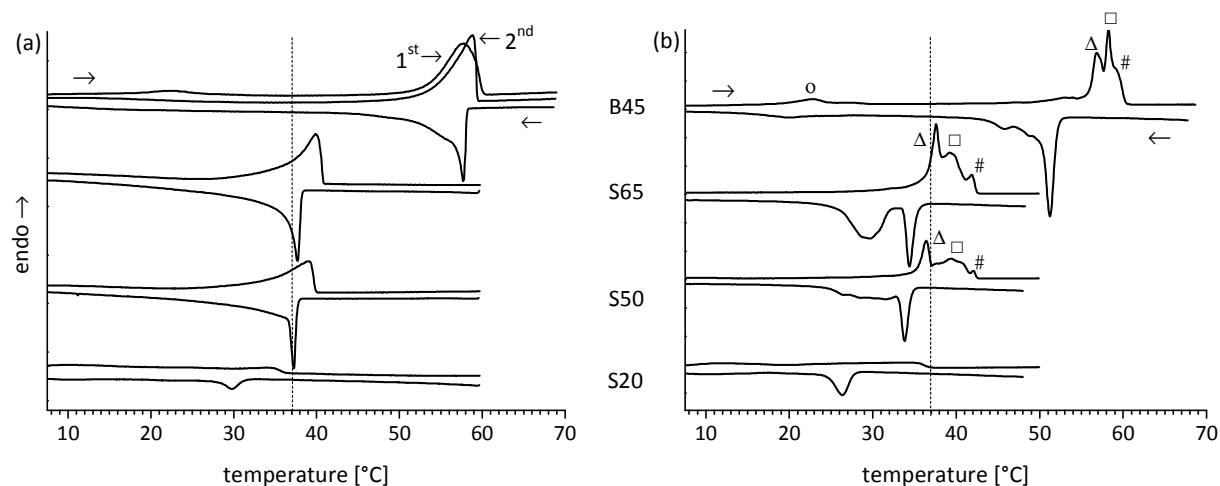 (a)
1st→
←2nd
→
←
endo →
10 20 30 40 50 60 70
temperature [°C]
B45
S65
S50
S20
(b)
→
o
Δ
□
#
←
Δ
□
#
Δ
□
#
10 20 30 40 50 60 70
temperature [°C]